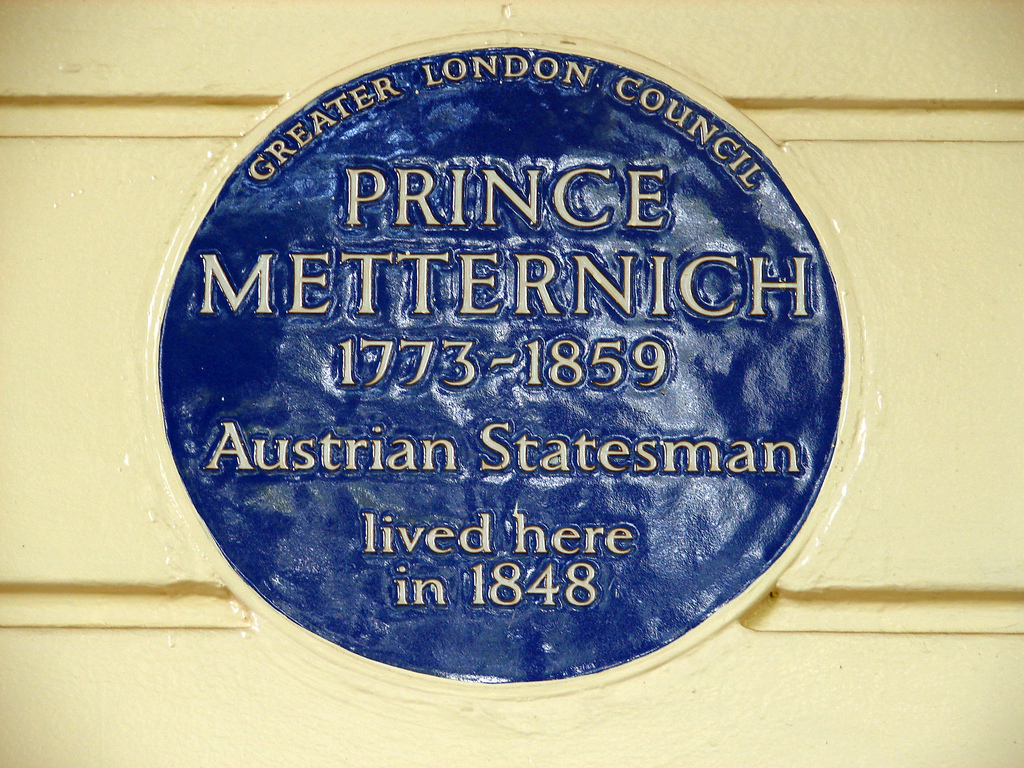 GREATER LONDON COUNCIL
PRINCE
METTERNICH
1773~1859
Austrian Statesman
lived here
in 1848